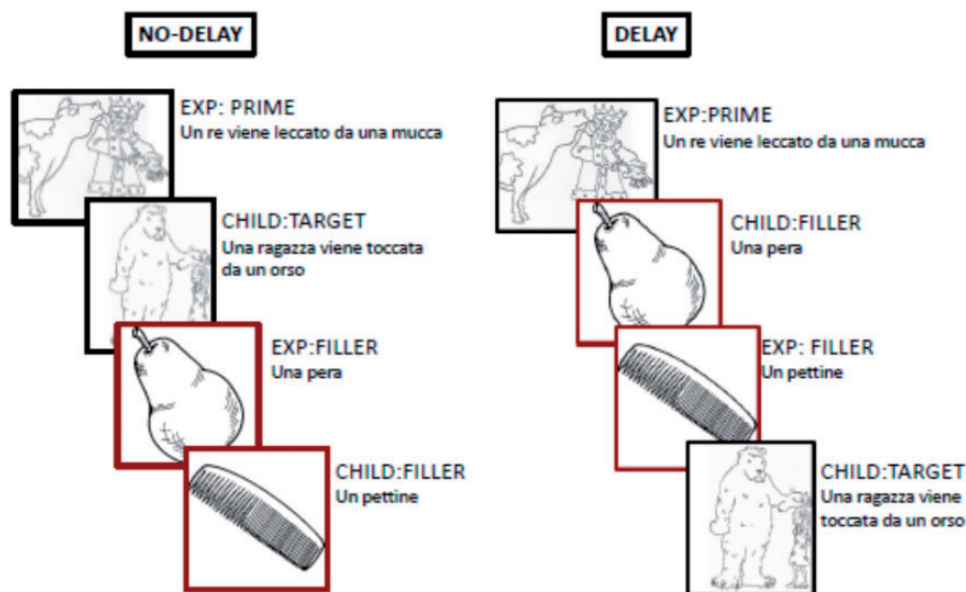 NO-DELAY
EXP: PRIME
Un re viene leccato da una mucca
CHILD:TARGET
Una ragazza viene toccata
da un orso
EXP:FILLER
Una pera
CHILD:FILLER
Un pettine
DELAY
EXP:PRIME
Un re viene leccato da una mucca
CHILD:FILLER
Una pera
EXP: FILLER
Un pettine
CHILD:TARGET
Una ragazza viene
toccata da un orso